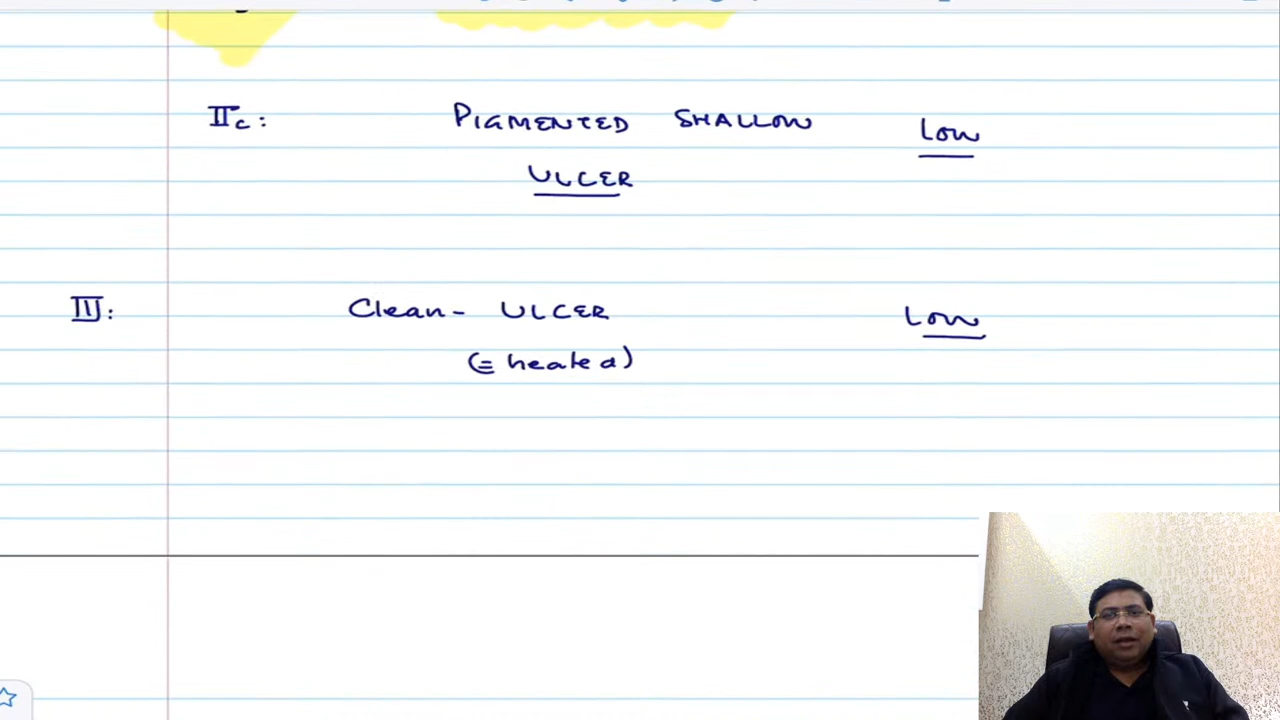 IIc: PIGMENTED SHALLOW Low
ULCER
III: Clean- ULCER Low
(= healed)